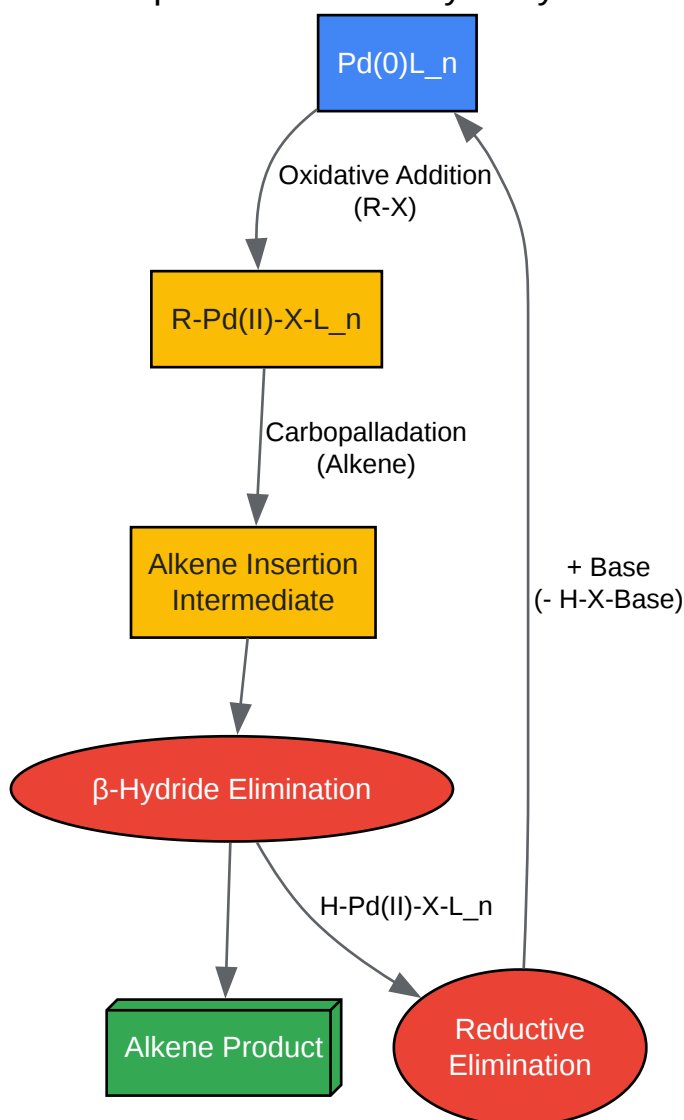 Pd(0)L_n
Oxidative Addition
(R-X)
R-Pd(II)-X-L_n
Carbopalladation
(Alkene)
Alkene Insertion
Intermediate
+ Base
(- H-X-Base)
β-Hydride Elimination
H-Pd(II)-X-L_n
Alkene Product
Reductive
Elimination